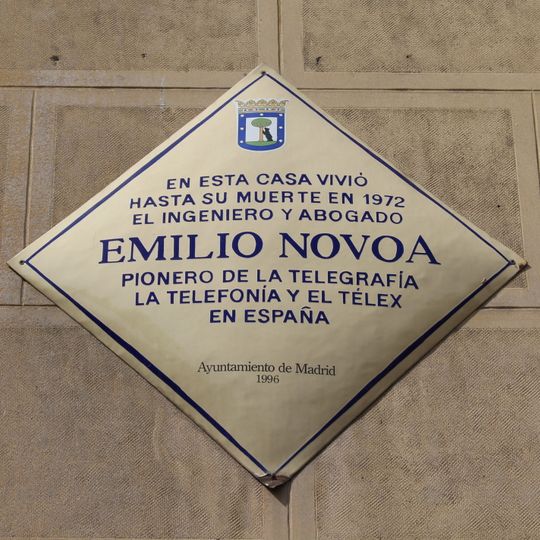 EN ESTA CASA VIVIÓ
HASTA SU MUERTE EN 1972
EL INGENIERO Y ABOGADO
EMILIO NOVOA
PIONERO DE LA TELEGRAFÍA
LA TELEFONÍA Y EL TÉLEX
EN ESPAÑA
Ayuntamiento de Madrid
1996